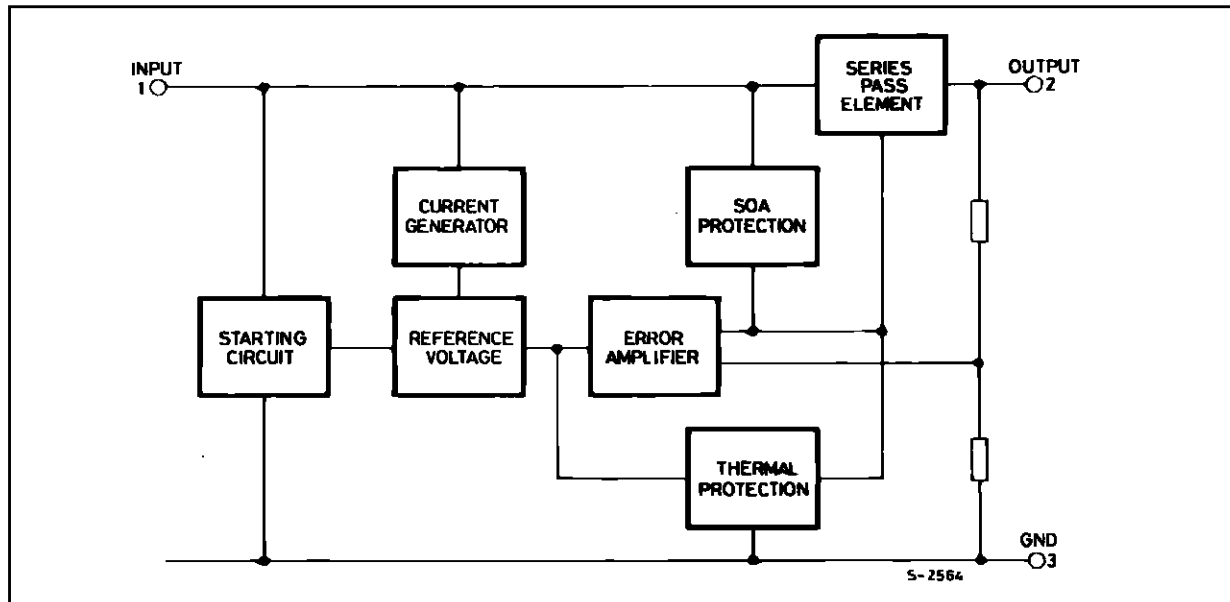 INPUT
1
SERIES
PASS
ELEMENT
OUTPUT
2
CURRENT
GENERATOR
SOA
PROTECTION
STARTING
CIRCUIT
REFERENCE
VOLTAGE
ERROR
AMPLIFIER
THERMAL
PROTECTION
GND
3
S-2564